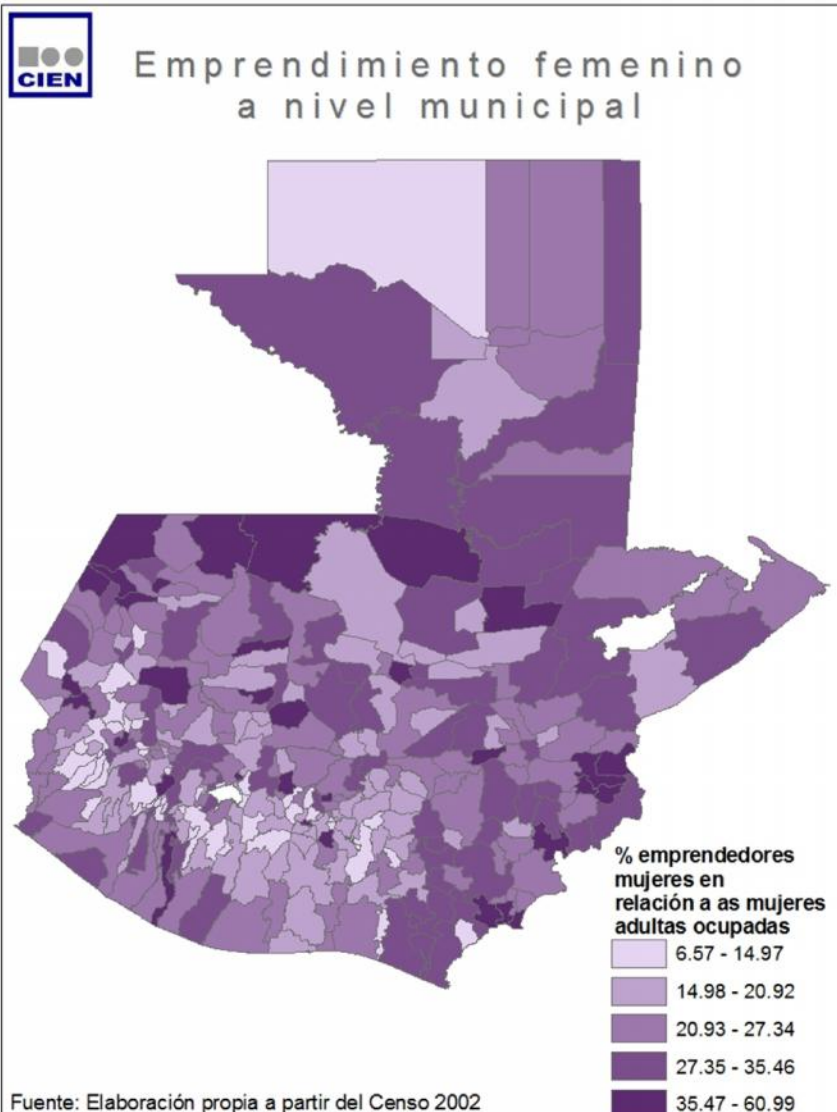 CIEN
Emprendimiento femenino
a nivel municipal
% emprendedores
mujeres en
relación a as mujeres
adultas ocupadas
6.57 - 14.97
14.98 - 20.92
20.93 - 27.34
27.35 - 35.46
35.47 - 60.99
Fuente: Elaboración propia a partir del Censo 2002